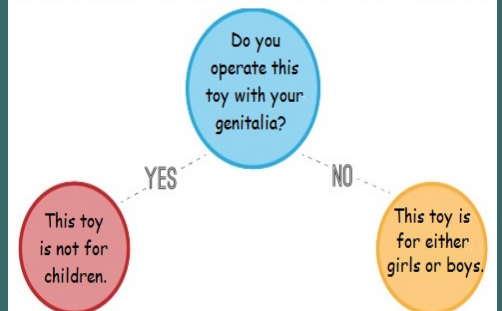 Do you
operate this
toy with your
genitalia?
YES
NO
This toy
is not for
children.
This toy is
for either
girls or boys.